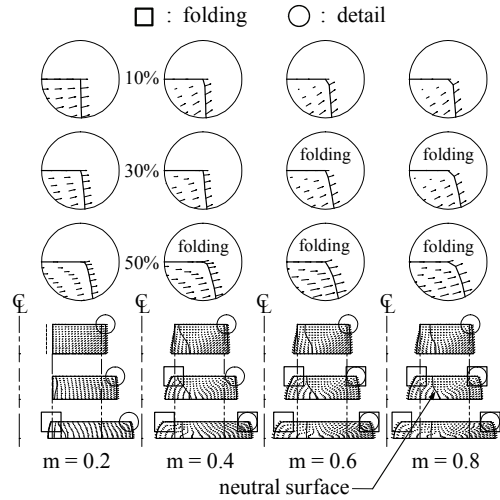 : folding : detail
10%
folding folding
30%
folding folding folding
50%
℄ ℄ ℄ ℄
m = 0.2 m = 0.4 m = 0.6 m = 0.8
neutral surface